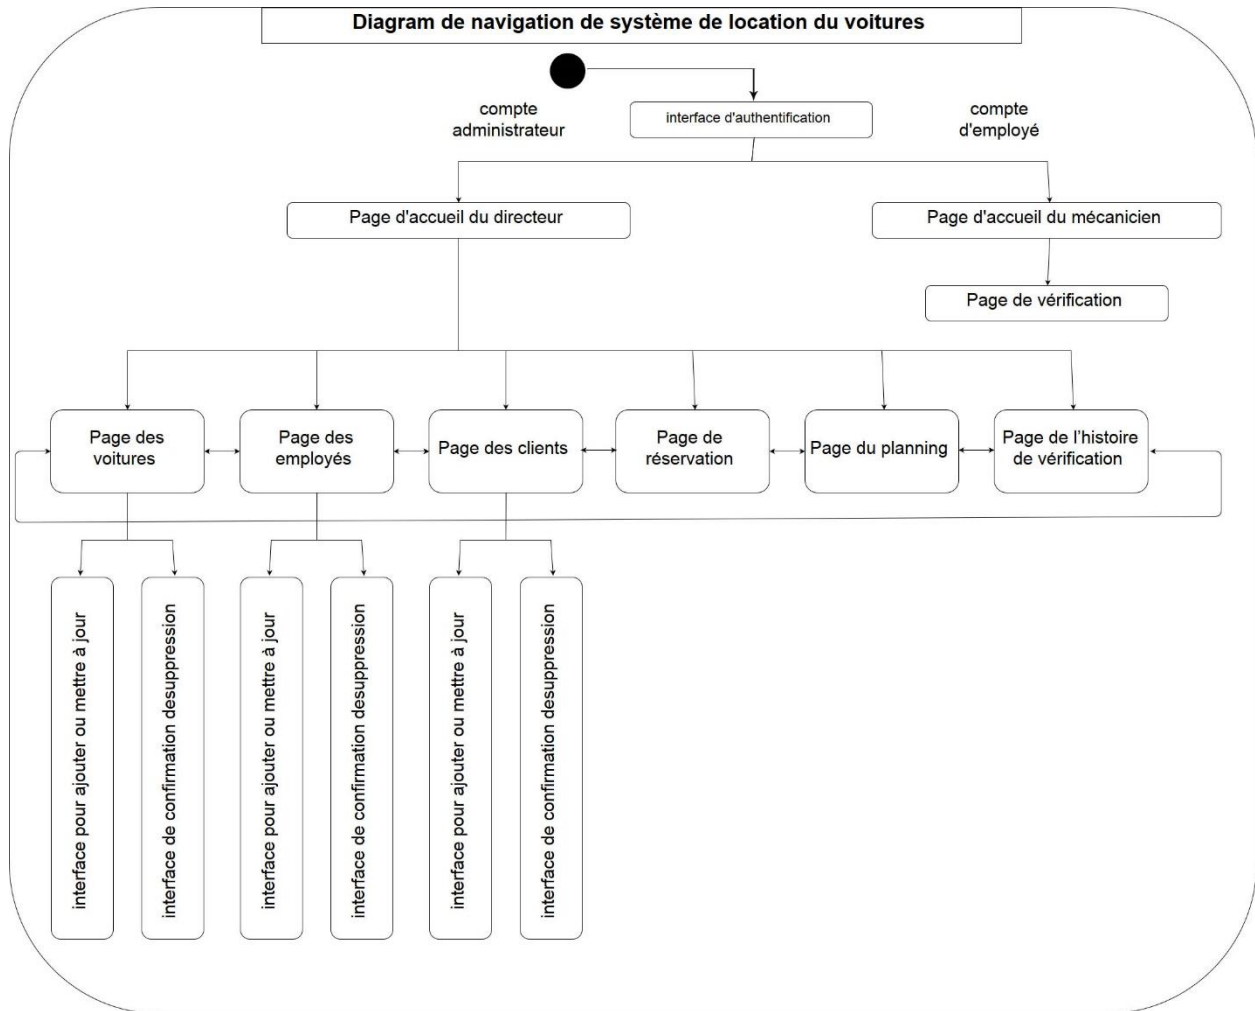 Diagram de navigation de système de location du voitures
compte
administrateur
interface d'authentification
compte
d'employé
Page d'accueil du directeur
Page d'accueil du mécanicien
Page de vérification
Page des
voitures
Page des
employés
Page des clients
Page de
réservation
Page du planning
Page de l'histoire
de vérification
interface pour ajouter ou mettre à jour
interface de confirmation desuppression
interface pour ajouter ou mettre à jour
interface de confirmation desuppression
interface pour ajouter ou mettre à jour
interface de confirmation desuppression